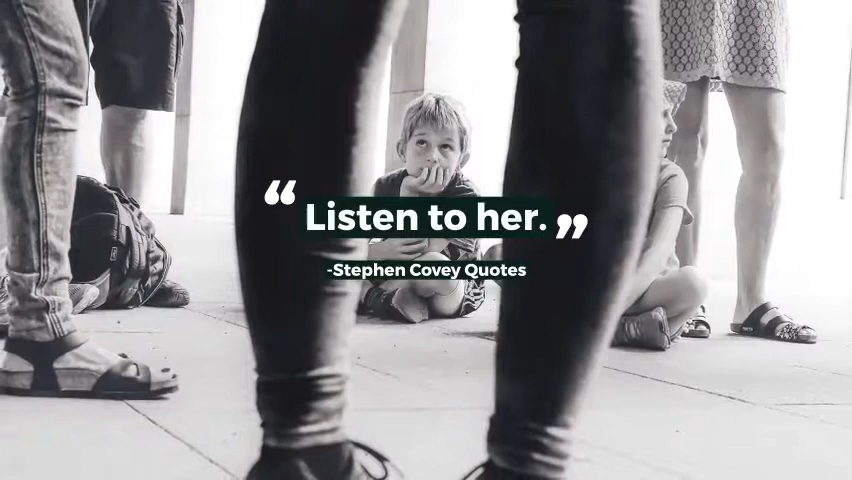 “ Listen to her. ”
-Stephen Covey Quotes